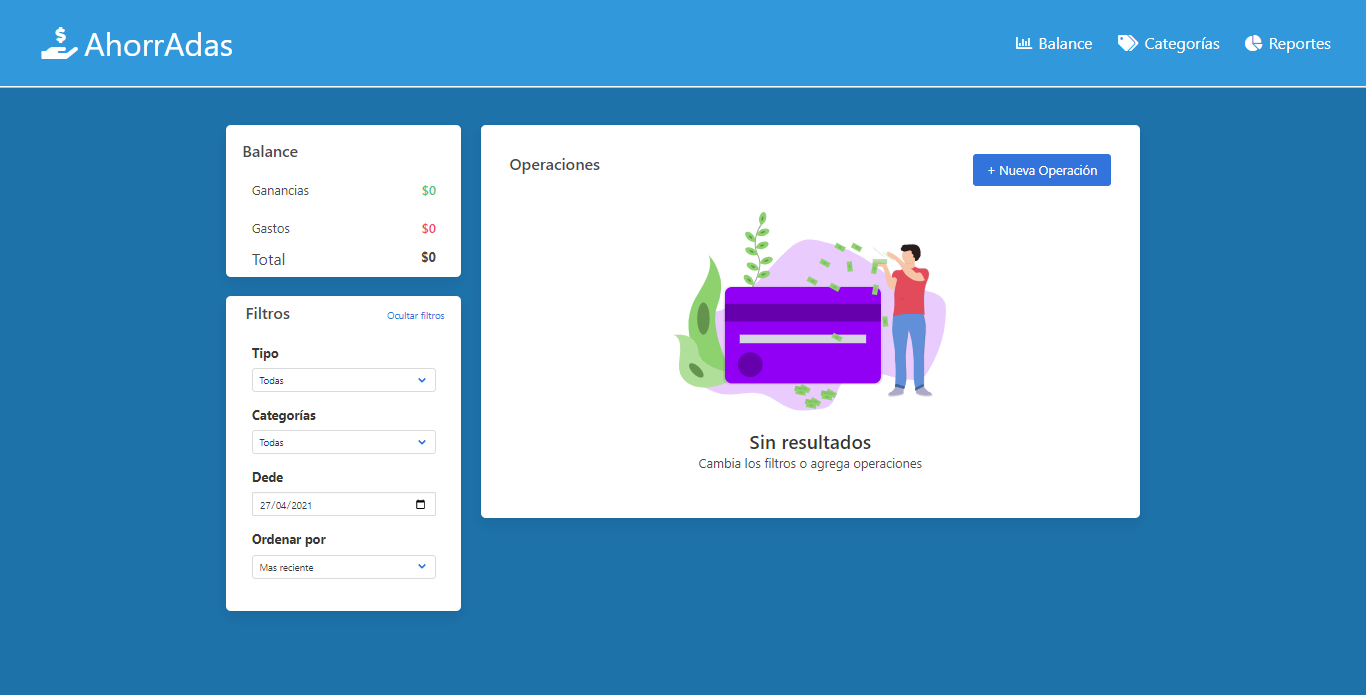 AhorrAdas
Balance
Categorías
Reportes
Balance
Ganancias $0
Gastos $0
Total $0
Filtros Ocultar filtros
Tipo
Todas
Categorías
Todas
Dede
27/04/2021
Ordenar por
Mas reciente
Operaciones
+ Nueva Operación
Sin resultados
Cambia los filtros o agrega operaciones